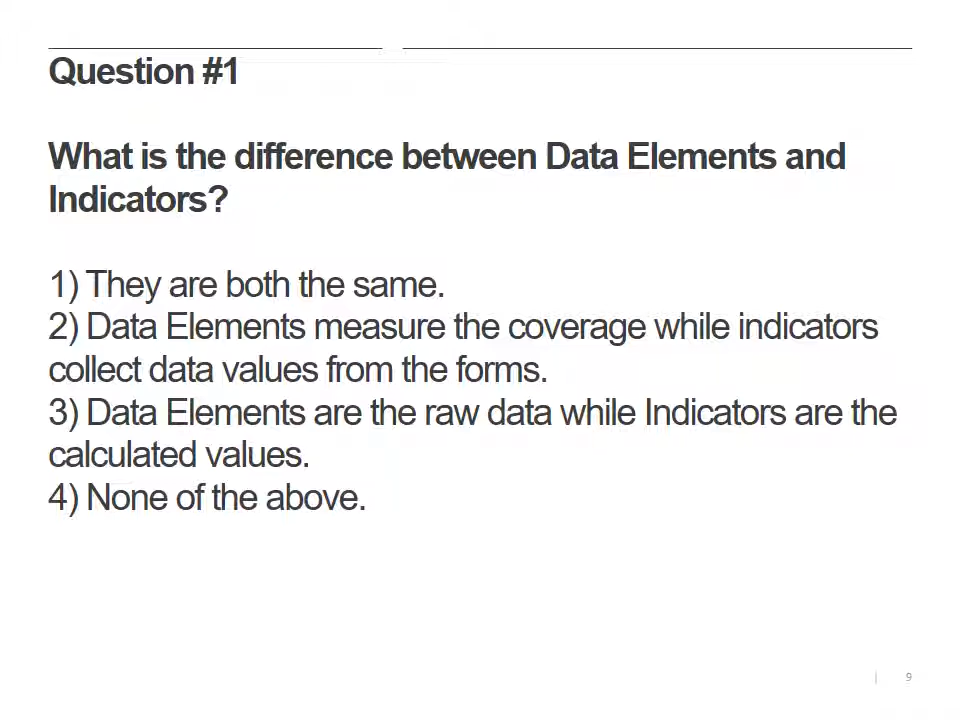 Question #1
What is the difference between Data Elements and
Indicators?
1) They are both the same.
2) Data Elements measure the coverage while indicators
collect data values from the forms.
3) Data Elements are the raw data while Indicators are the
calculated values.
4) None of the above.
9